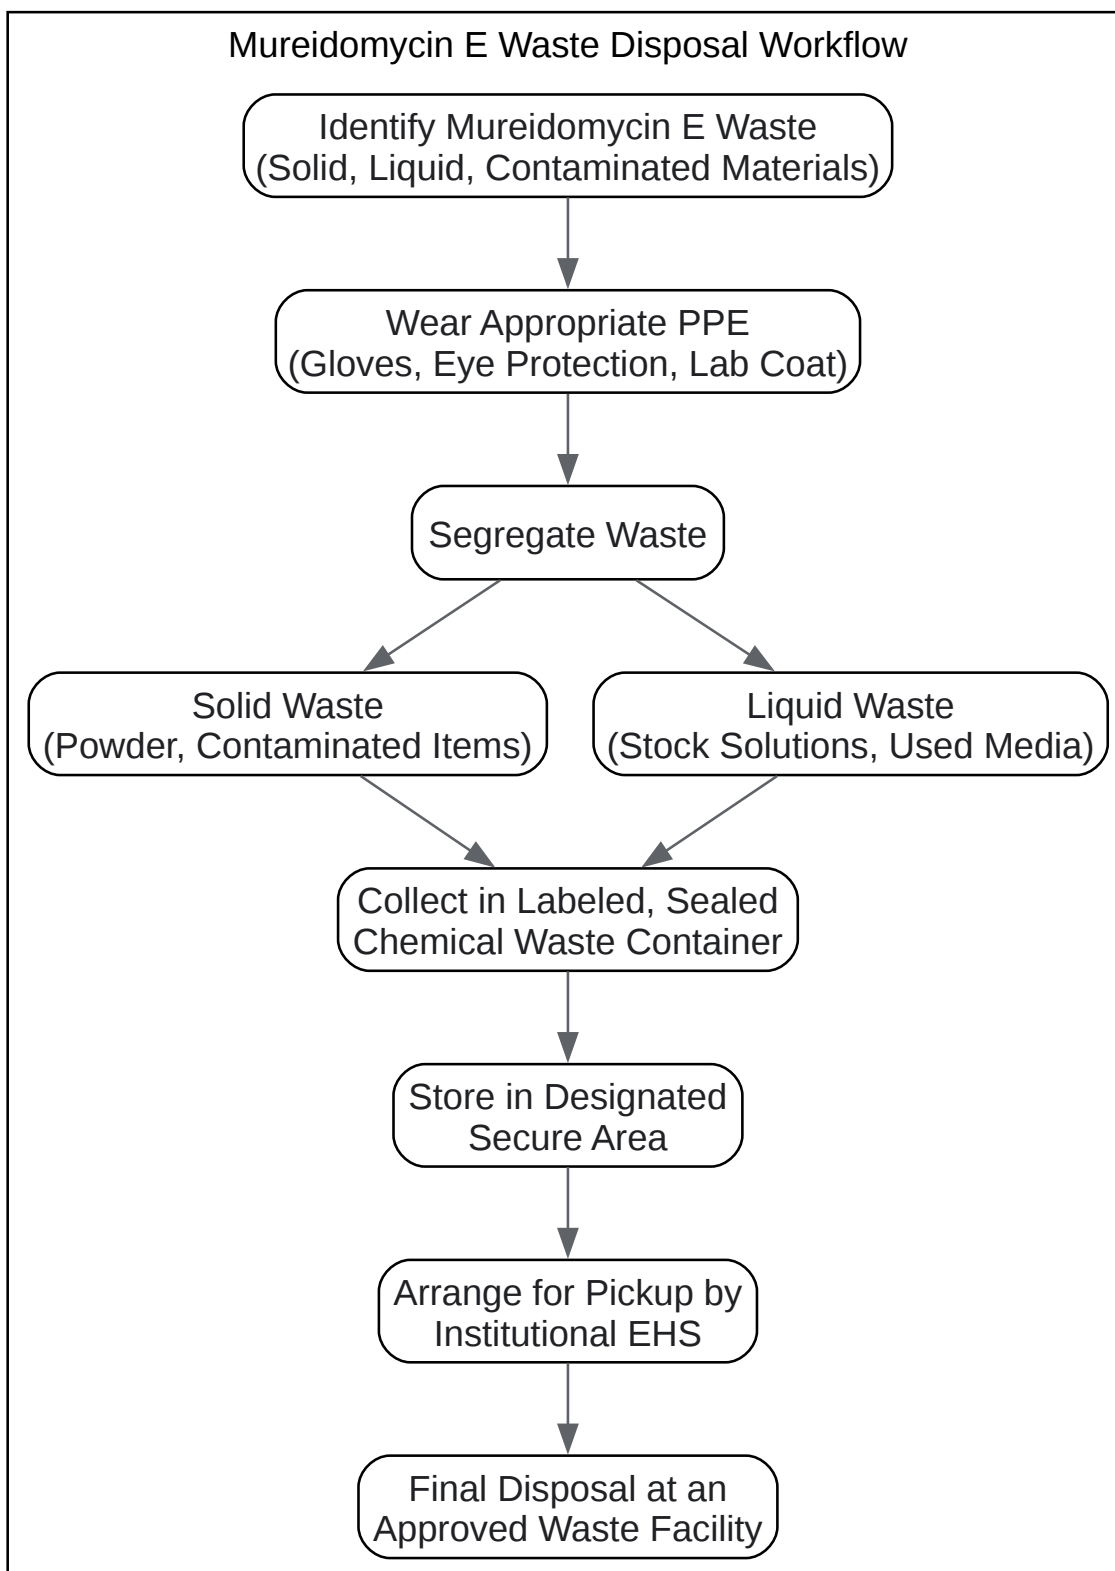 Mureidomycin E Waste Disposal Workflow
Identify Mureidomycin E Waste
(Solid, Liquid, Contaminated Materials)
Wear Appropriate PPE
(Gloves, Eye Protection, Lab Coat)
Segregate Waste
Solid Waste
(Powder, Contaminated Items)
Liquid Waste
(Stock Solutions, Used Media)
Collect in Labeled, Sealed
Chemical Waste Container
Store in Designated
Secure Area
Arrange for Pickup by
Institutional EHS
Final Disposal at an
Approved Waste Facility